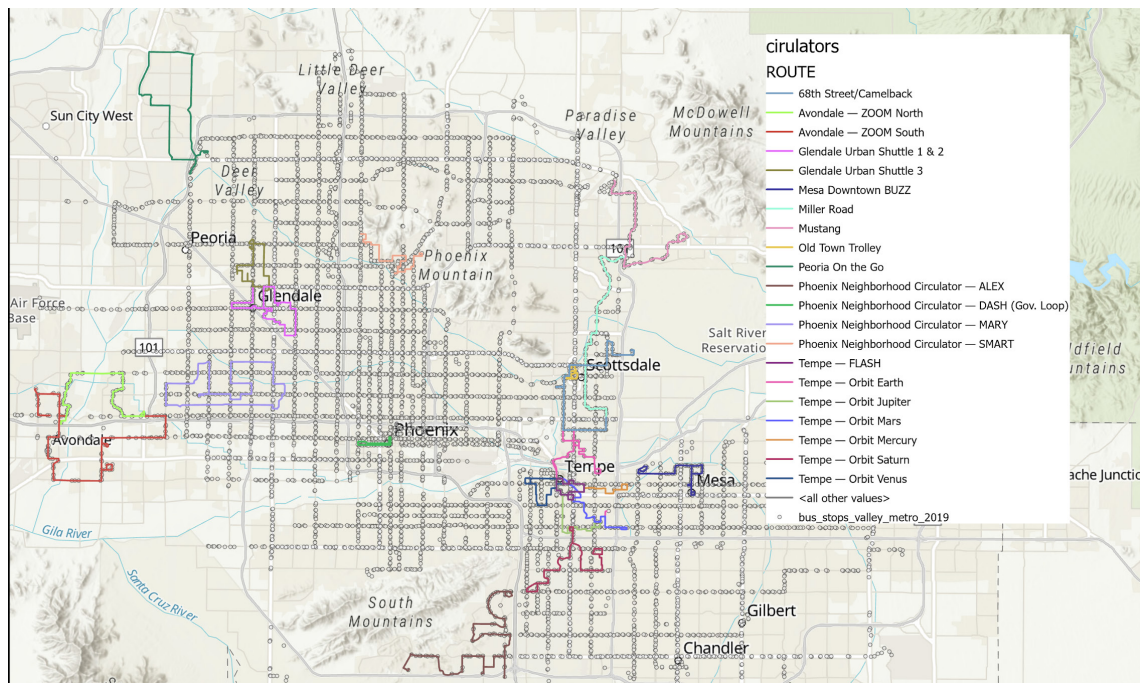 Little Deer
Valley
Sun City West
Paradise
Valley
McDowell
Mountains
Deer
Valley
Peoria
101
Phoenix
Mountain
Glendale
Air Force
Base
Salt River
Reservatio
101
Scottsdale
ldfield
untains
Avondale
Phoenix
Tempe
Mesa
ache Junctio
Gila River
Santa Cruz River
South
Mountains
Gilbert
Chandler
cirulators
ROUTE
68th Street/Camelback
Avondale — ZOOM North
Avondale — ZOOM South
Glendale Urban Shuttle 1 & 2
Glendale Urban Shuttle 3
Mesa Downtown BUZZ
Miller Road
Mustang
Old Town Trolley
Peoria On the Go
Phoenix Neighborhood Circulator — ALEX
Phoenix Neighborhood Circulator — DASH (Gov. Loop)
Phoenix Neighborhood Circulator — MARY
Phoenix Neighborhood Circulator — SMART
Tempe — FLASH
Tempe — Orbit Earth
Tempe — Orbit Jupiter
Tempe — Orbit Mars
Tempe — Orbit Mercury
Tempe — Orbit Saturn
Tempe — Orbit Venus
<all other values>
bus_stops_valley_metro_2019